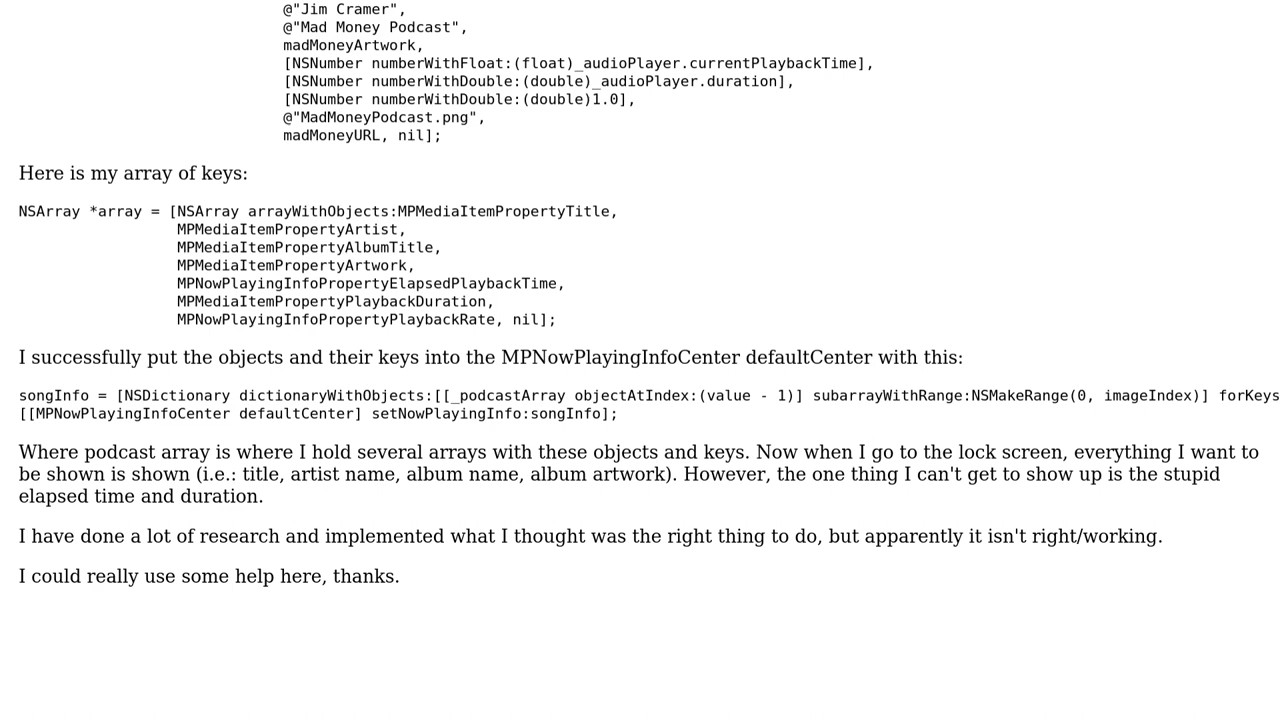 @"Jim Cramer",
@"Mad Money Podcast",
madMoneyArtwork,
[NSNumber numberWithFloat:(float)_audioPlayer.currentPlaybackTime],
[NSNumber numberWithDouble:(double)_audioPlayer.duration],
[NSNumber numberWithDouble:(double)1.0],
@"MadMoneyPodcast.png",
madMoneyURL, nil];
Here is my array of keys:
NSArray *array = [NSArray arrayWithObjects:MPMediaItemPropertyTitle,
MPMediaItemPropertyArtist,
MPMediaItemPropertyAlbumTitle,
MPMediaItemPropertyArtwork,
MPNowPlayingInfoPropertyElapsedPlaybackTime,
MPMediaItemPropertyPlaybackDuration,
MPNowPlayingInfoPropertyPlaybackRate, nil];
I successfully put the objects and their keys into the MPNowPlayingInfoCenter defaultCenter with this:
songInfo = [NSDictionary dictionaryWithObjects:[[_podcastArray objectAtIndex:(value - 1)] subarrayWithRange:NSMakeRange(0, imageIndex)] forKeys
[[MPNowPlayingInfoCenter defaultCenter] setNowPlayingInfo:songInfo];
Where podcast array is where I hold several arrays with these objects and keys. Now when I go to the lock screen, everything I want to
be shown is shown (i.e.: title, artist name, album name, album artwork). However, the one thing I can't get to show up is the stupid
elapsed time and duration.
I have done a lot of research and implemented what I thought was the right thing to do, but apparently it isn't right/working.
I could really use some help here, thanks.